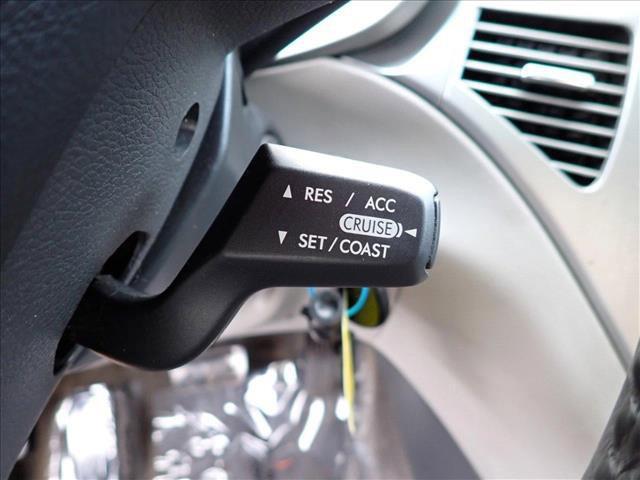 ▲ RES / ACC
CRUISE ◄
▼ SET/COAST